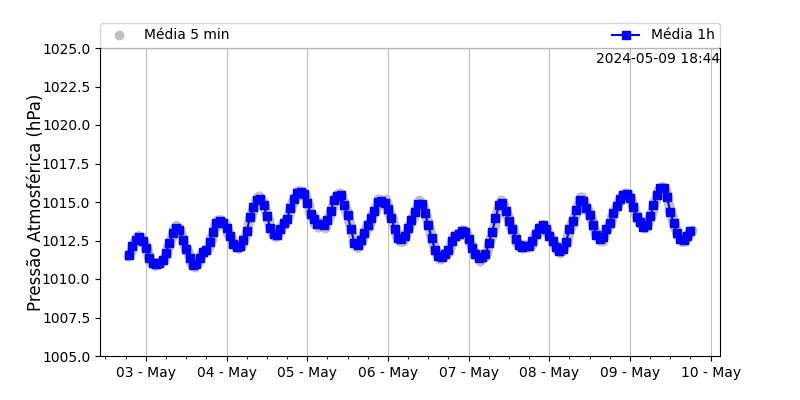 Média 5 min
Média 1h
2024-05-09 18:44
Pressão Atmosférica (hPa)
1025.0
1022.5
1020.0
1017.5
1015.0
1012.5
1010.0
1007.5
1005.0
03 - May 04 - May 05 - May 06 - May 07 - May 08 - May 09 - May 10 - May